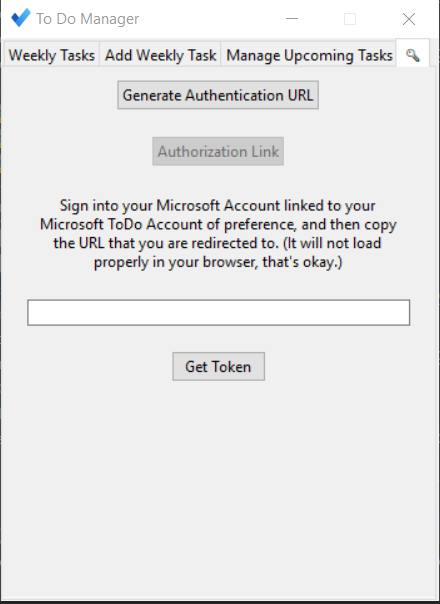 To Do Manager
Weekly Tasks Add Weekly Task Manage Upcoming Tasks
Generate Authentication URL
Authorization Link
Sign into your Microsoft Account linked to your
Microsoft ToDo Account of preference, and then copy
the URL that you are redirected to. (It will not load
properly in your browser, that's okay.)
Get Token